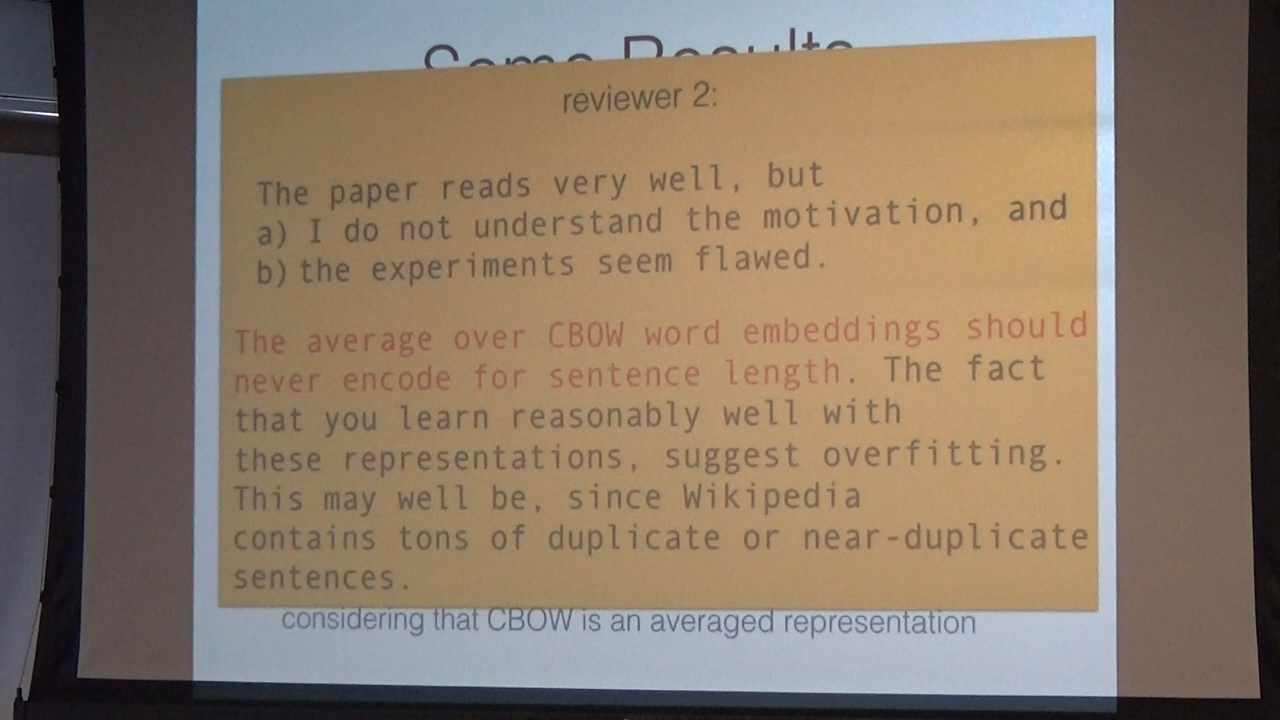 Some Results
reviewer 2:
The paper reads very well, but
a) I do not understand the motivation, and
b) the experiments seem flawed.
The average over CBOW word embeddings should
never encode for sentence length. The fact
that you learn reasonably well with
these representations, suggest overfitting.
This may well be, since Wikipedia
contains tons of duplicate or near-duplicate
sentences.
considering that CBOW is an averaged representation